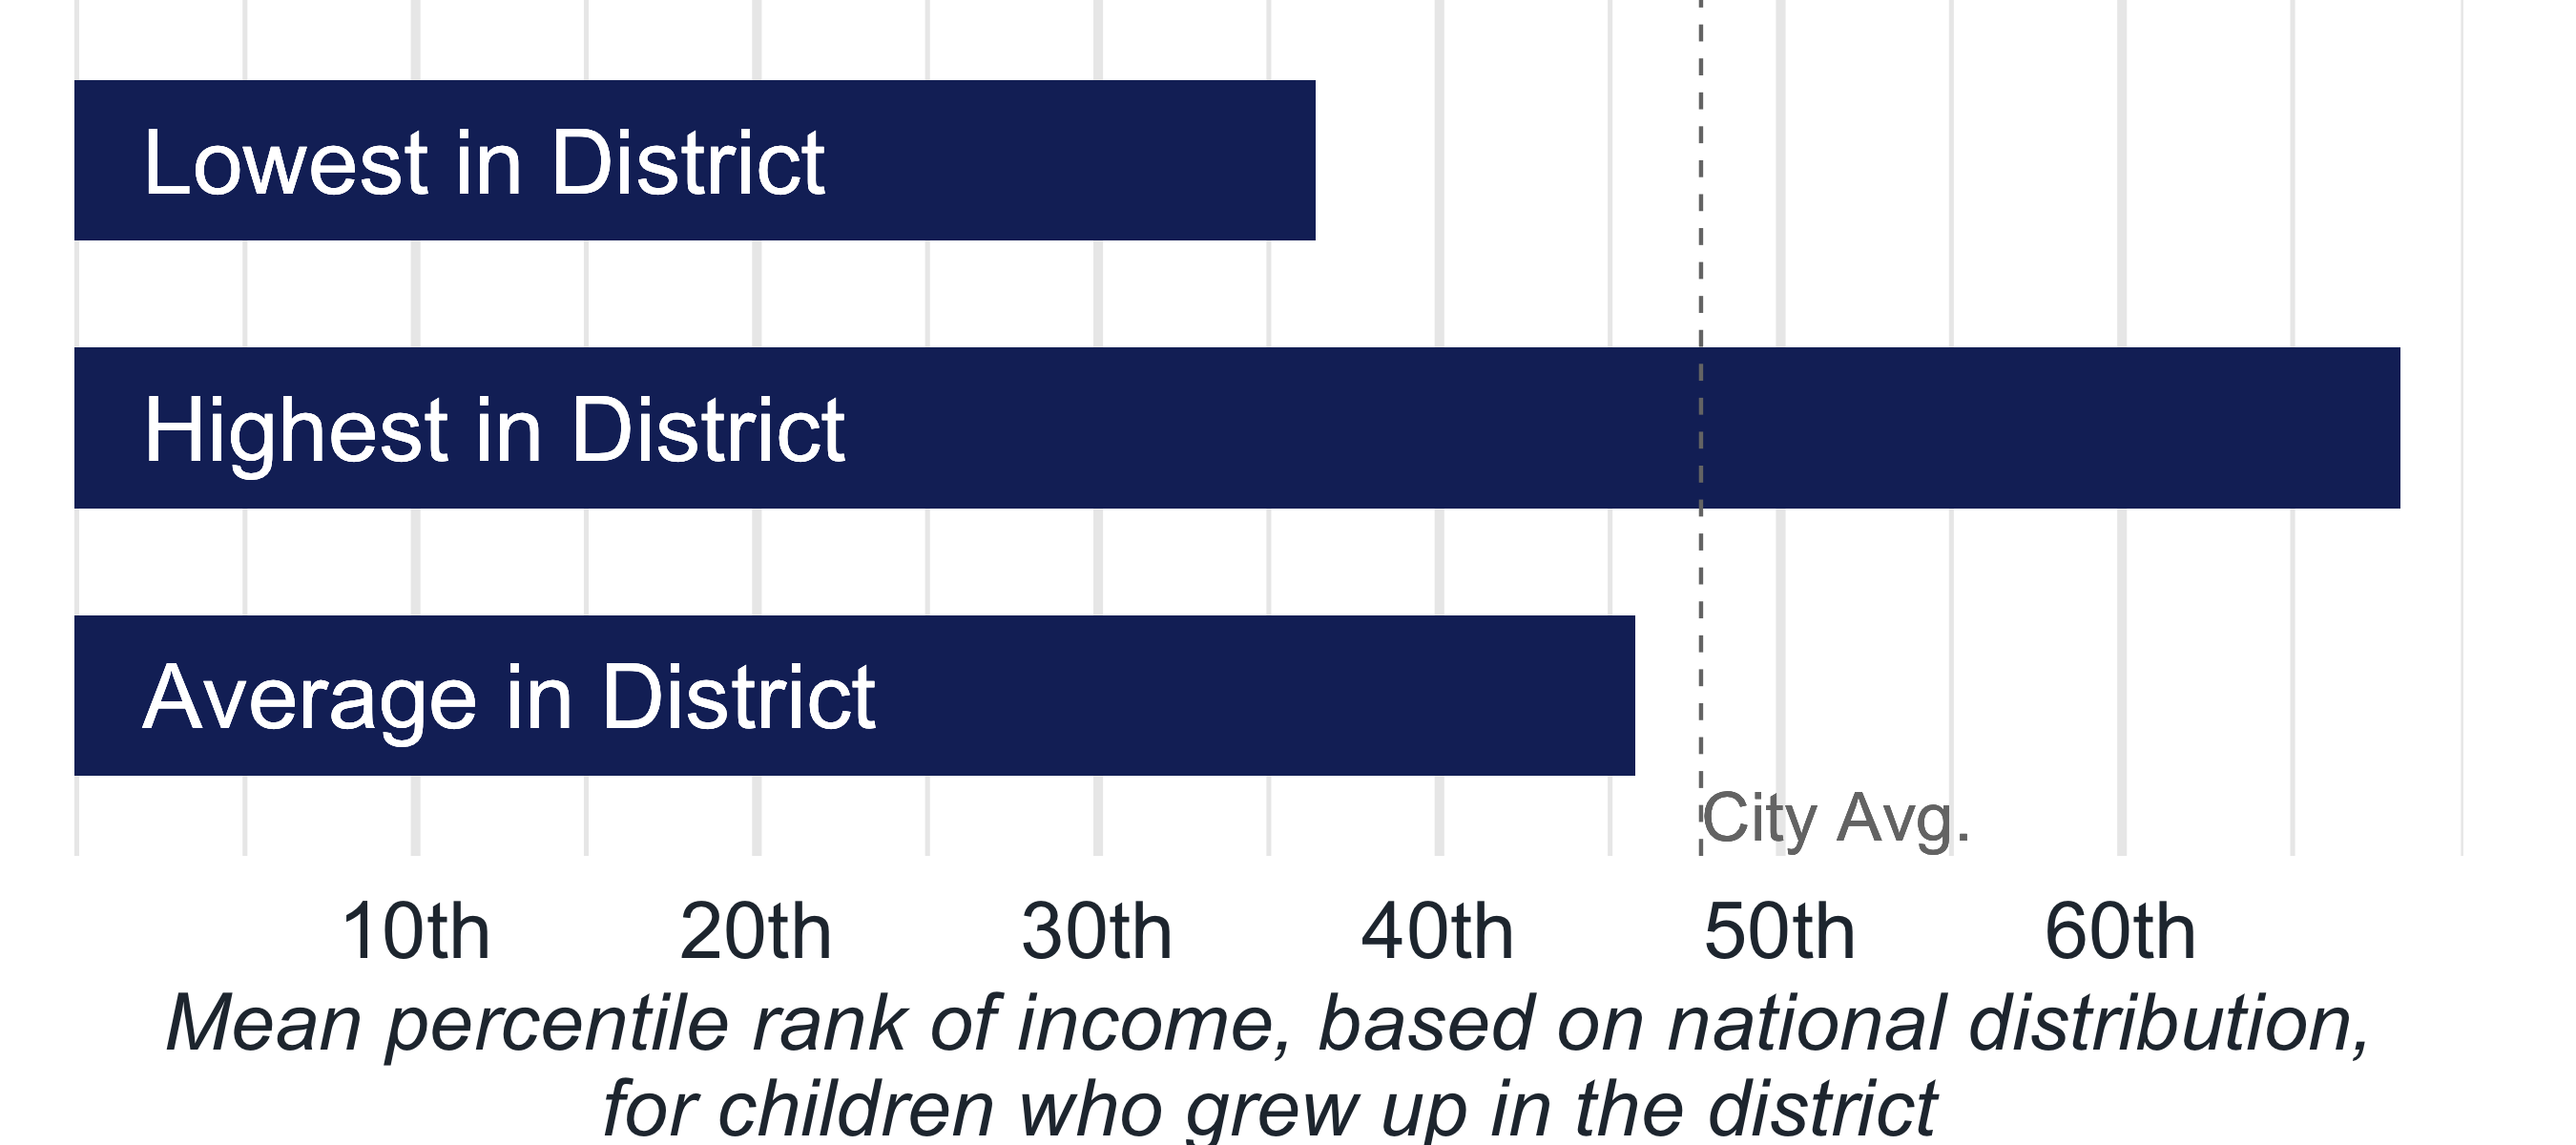 Lowest in District
Highest in District
Average in District
City Avg.
10th 20th 30th 40th 50th 60th
Mean percentile rank of income, based on national distribution,
for children who grew up in the district